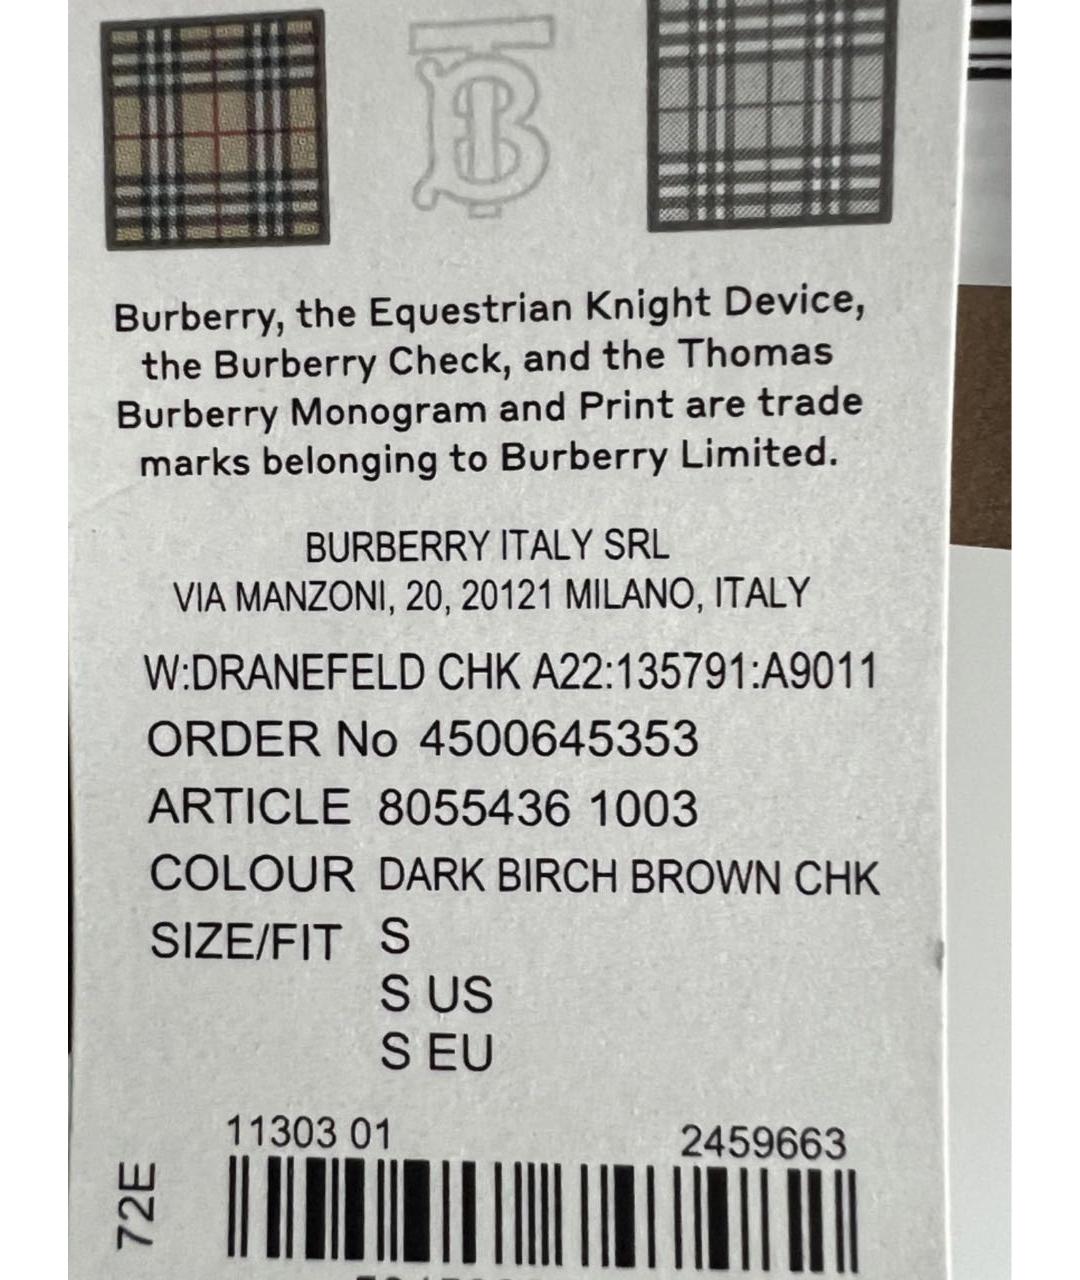 Burberry, the Equestrian Knight Device,
the Burberry Check, and the Thomas
Burberry Monogram and Print are trade
marks belonging to Burberry Limited.
BURBERRY ITALY SRL
VIA MANZONI, 20, 20121 MILANO, ITALY
W:DRANEFELD CHK A22:135791:A9011
ORDER No 4500645353
ARTICLE 8055436 1003
COLOUR DARK BIRCH BROWN CHK
SIZE/FIT S
S US
S EU
11303 01 2459663
72E